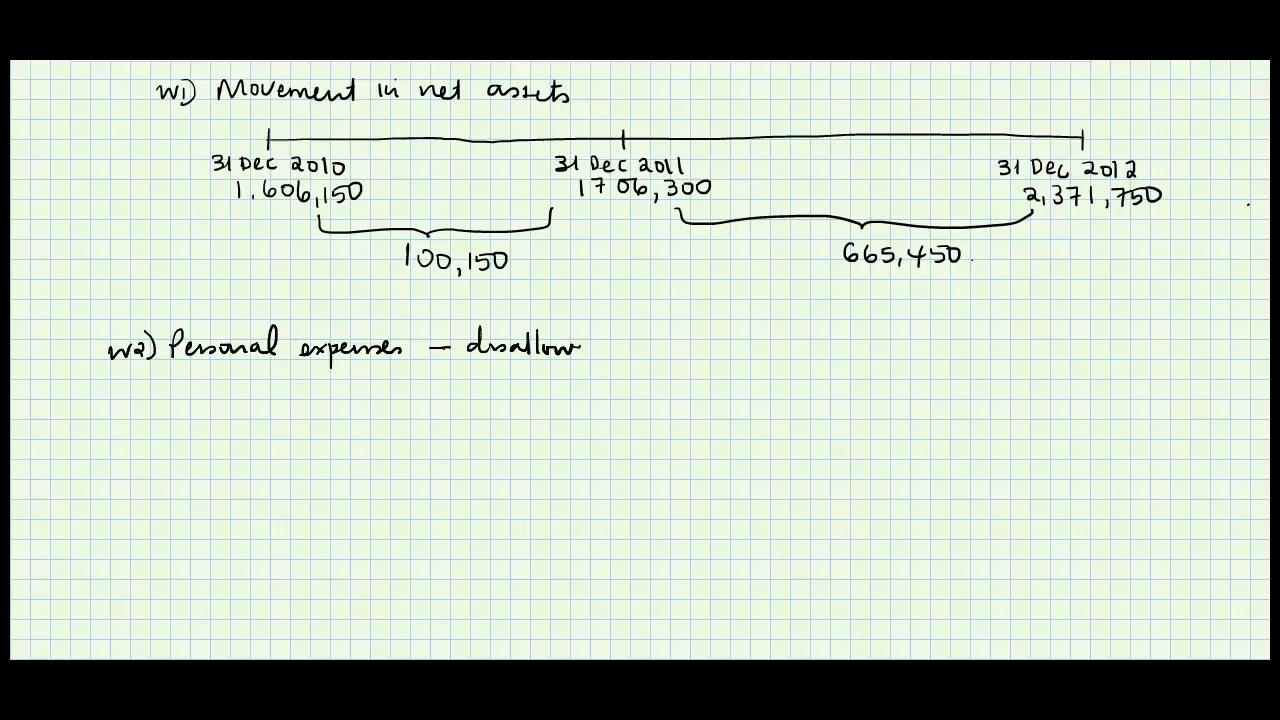 W1) Movement in net assets
31 Dec 2010 31 Dec 2011 31 Dec 2012
1,606,150 1706,300 2,371,750
100,150 665,450.
W2) Personal expenses – disallow